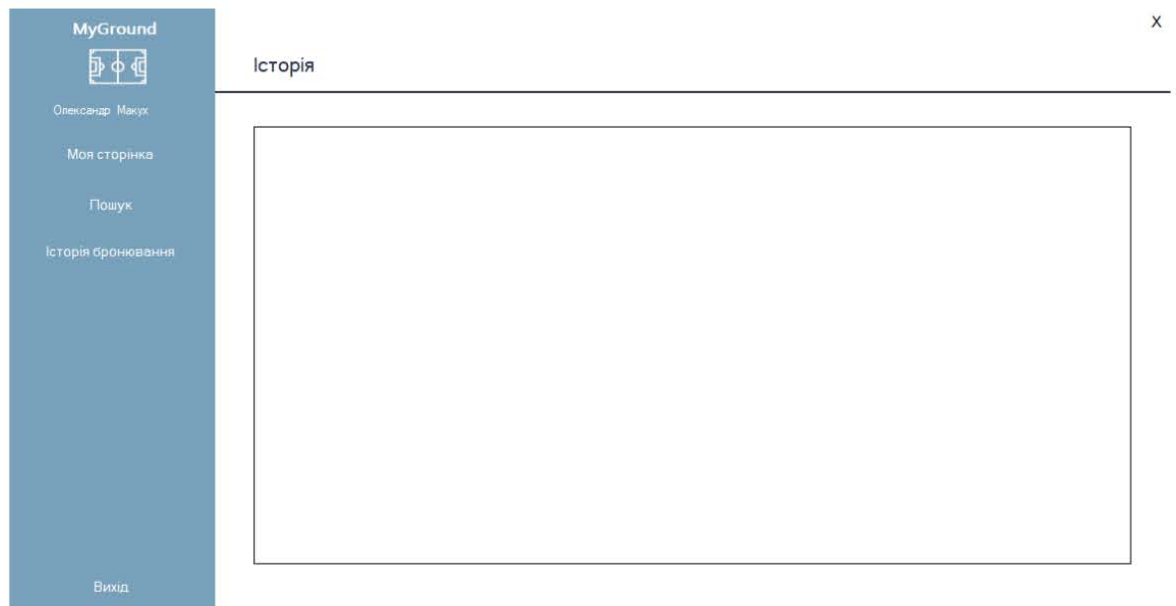 MyGround
X
Історія
Олександр Макух
Моя сторінка
Пошук
Історія бронювання
Вихід